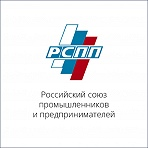 РСПП
Российский союз
промышленников
и предпринимателей